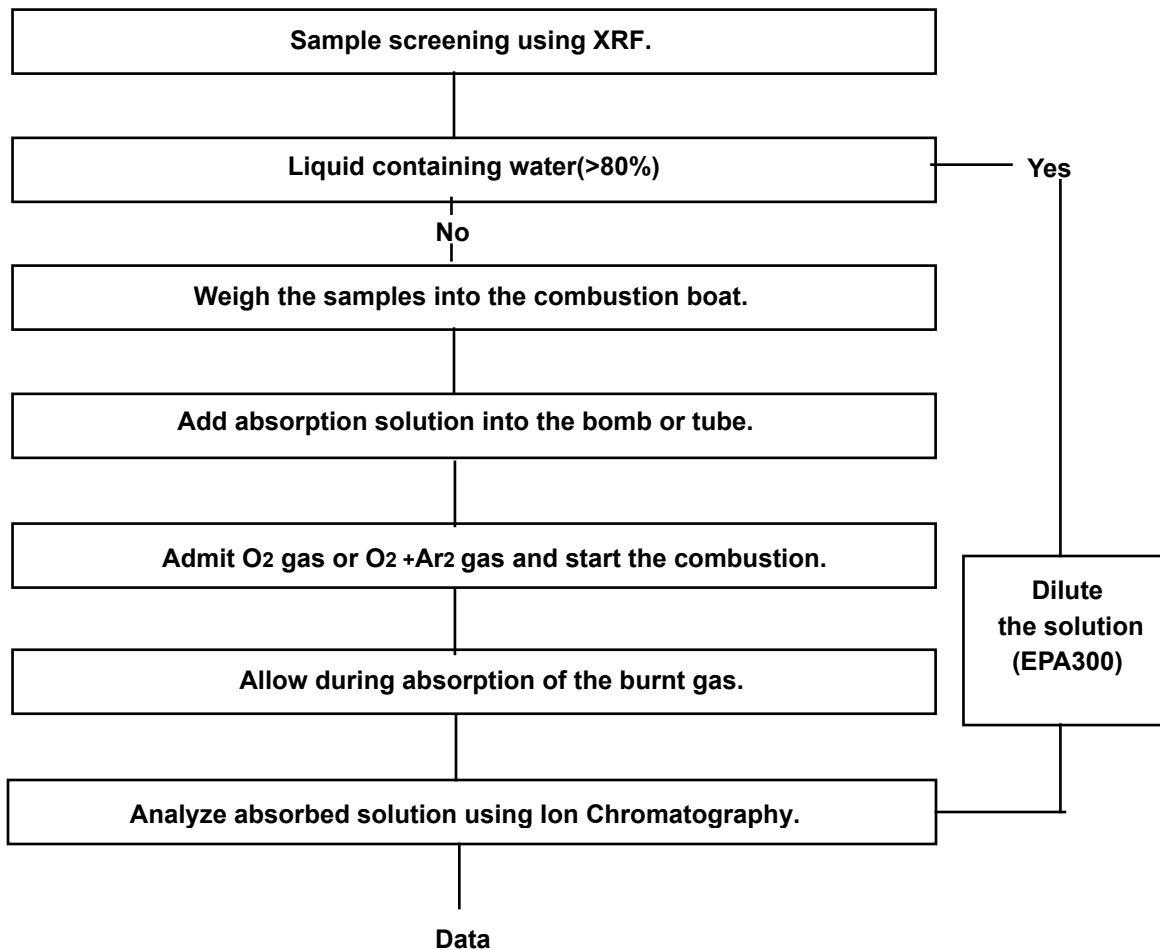 Sample screening using XRF.
Liquid containing water(>80%)
Yes
No
Weigh the samples into the combustion boat.
Add absorption solution into the bomb or tube.
Admit O2 gas or O2 +Ar2 gas and start the combustion.
Dilute
the solution
(EPA300)
Allow during absorption of the burnt gas.
Analyze absorbed solution using Ion Chromatography.
Data